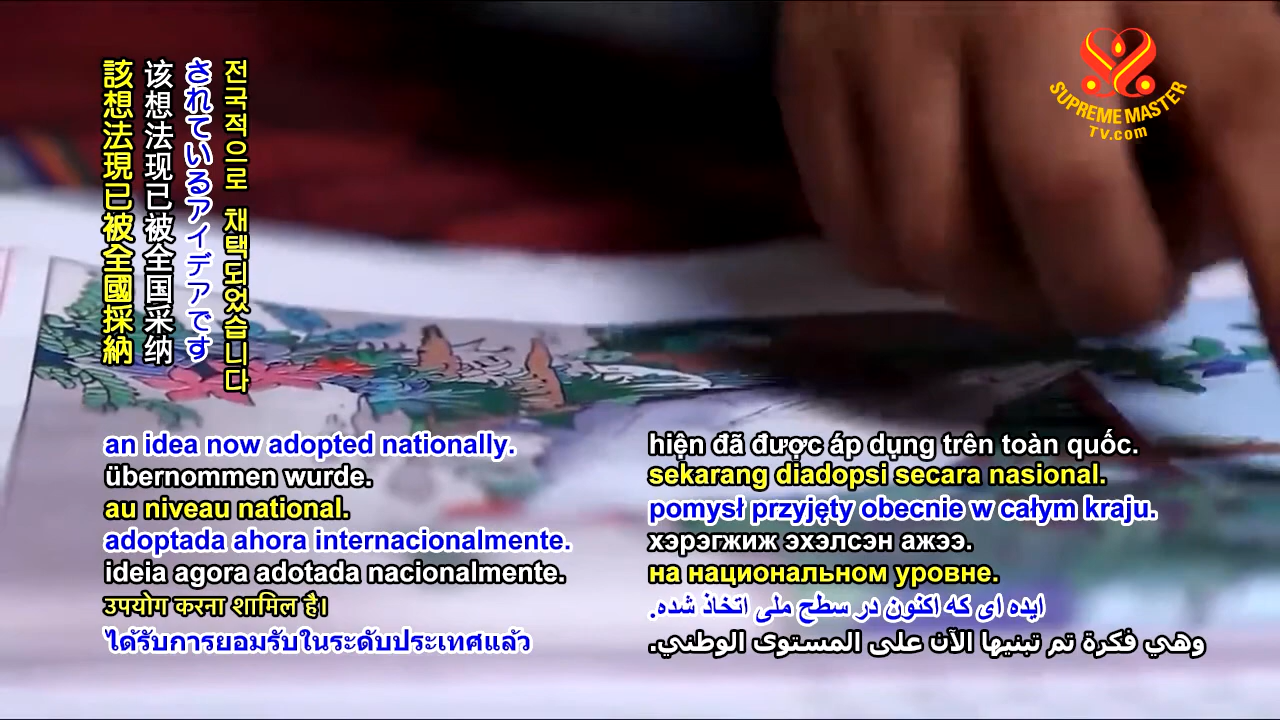 該想法現已被全國採納
该想法现已被全国采纳
されているアイデアです
전국적으로 채택되었습니다
SUPREME MASTER
TV.com
an idea now adopted nationally.
übernommen wurde.
au niveau national.
adoptada ahora internacionalmente.
ideia agora adotada nacionalmente.
उपयोग करना शामिल है।
ได้รับการยอมรับในระดับประเทศแล้ว
hiện đã được áp dụng trên toàn quốc.
sekarang diadopsi secara nasional.
pomysł przyjęty obecnie w całym kraju.
хэрэгжиж эхэлсэн ажээ.
на национальном уровне.
ایده ای که اکنون در سطح ملی اتخاذ شده.
وهي فكرة تم تبنيها الآن على المستوى الوطني.